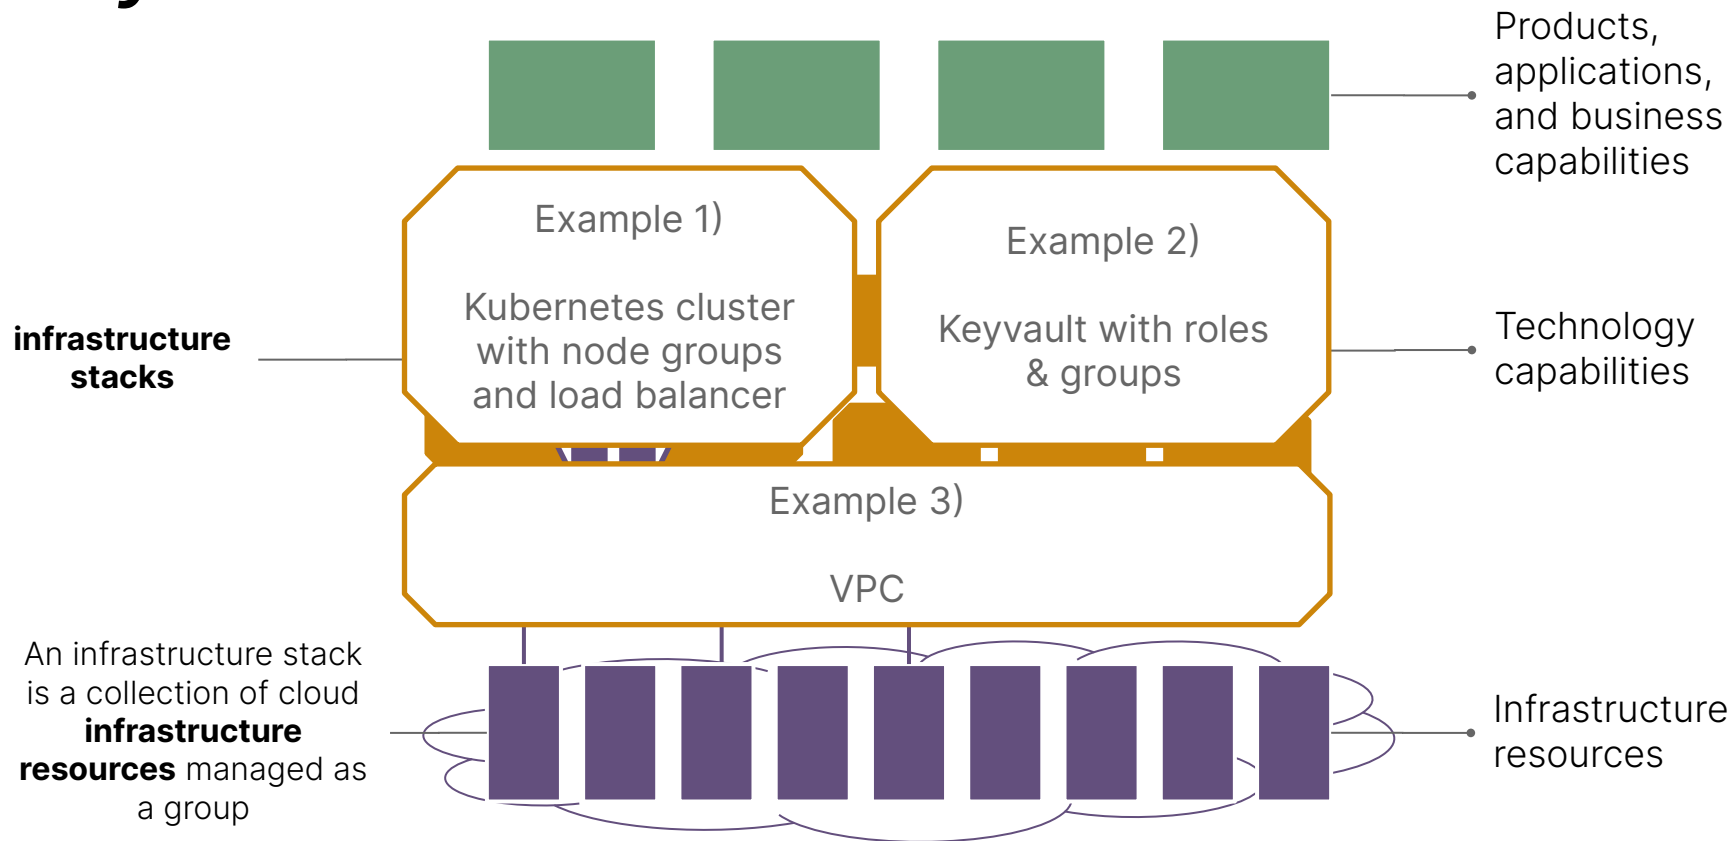 Products,
applications,
and business
capabilities
Example 1)
Kubernetes cluster
with node groups
and load balancer
Example 2)
Keyvault with roles
& groups
infrastructure
stacks
Technology
capabilities
Example 3)
VPC
An infrastructure stack
is a collection of cloud
infrastructure
resources managed as
a group
Infrastructure
resources